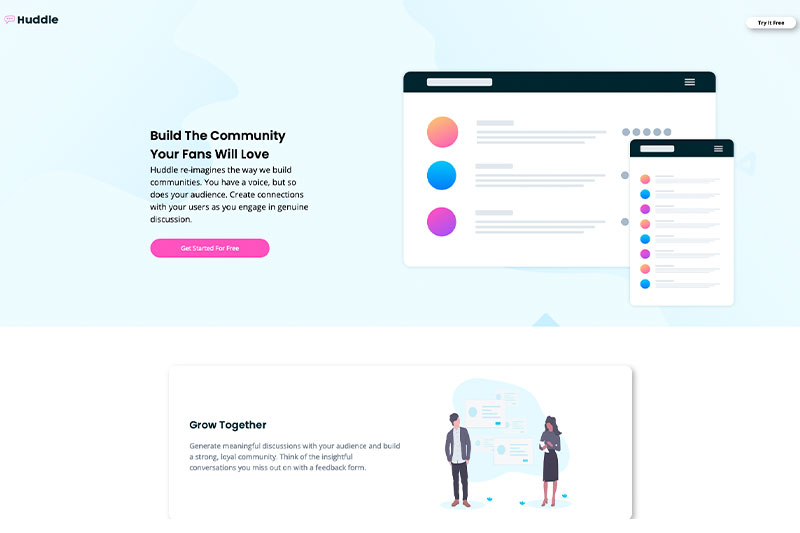 Huddle
Try It Free
Build The Community
Your Fans Will Love
Huddle re-imagines the way we build
communities. You have a voice, but so
does your audience. Create connections
with your users as you engage in genuine
discussion.
Get Started For Free
Grow Together
Generate meaningful discussions with your audience and build
a strong, loyal community. Think of the insightful
conversations you miss out on with a feedback form.